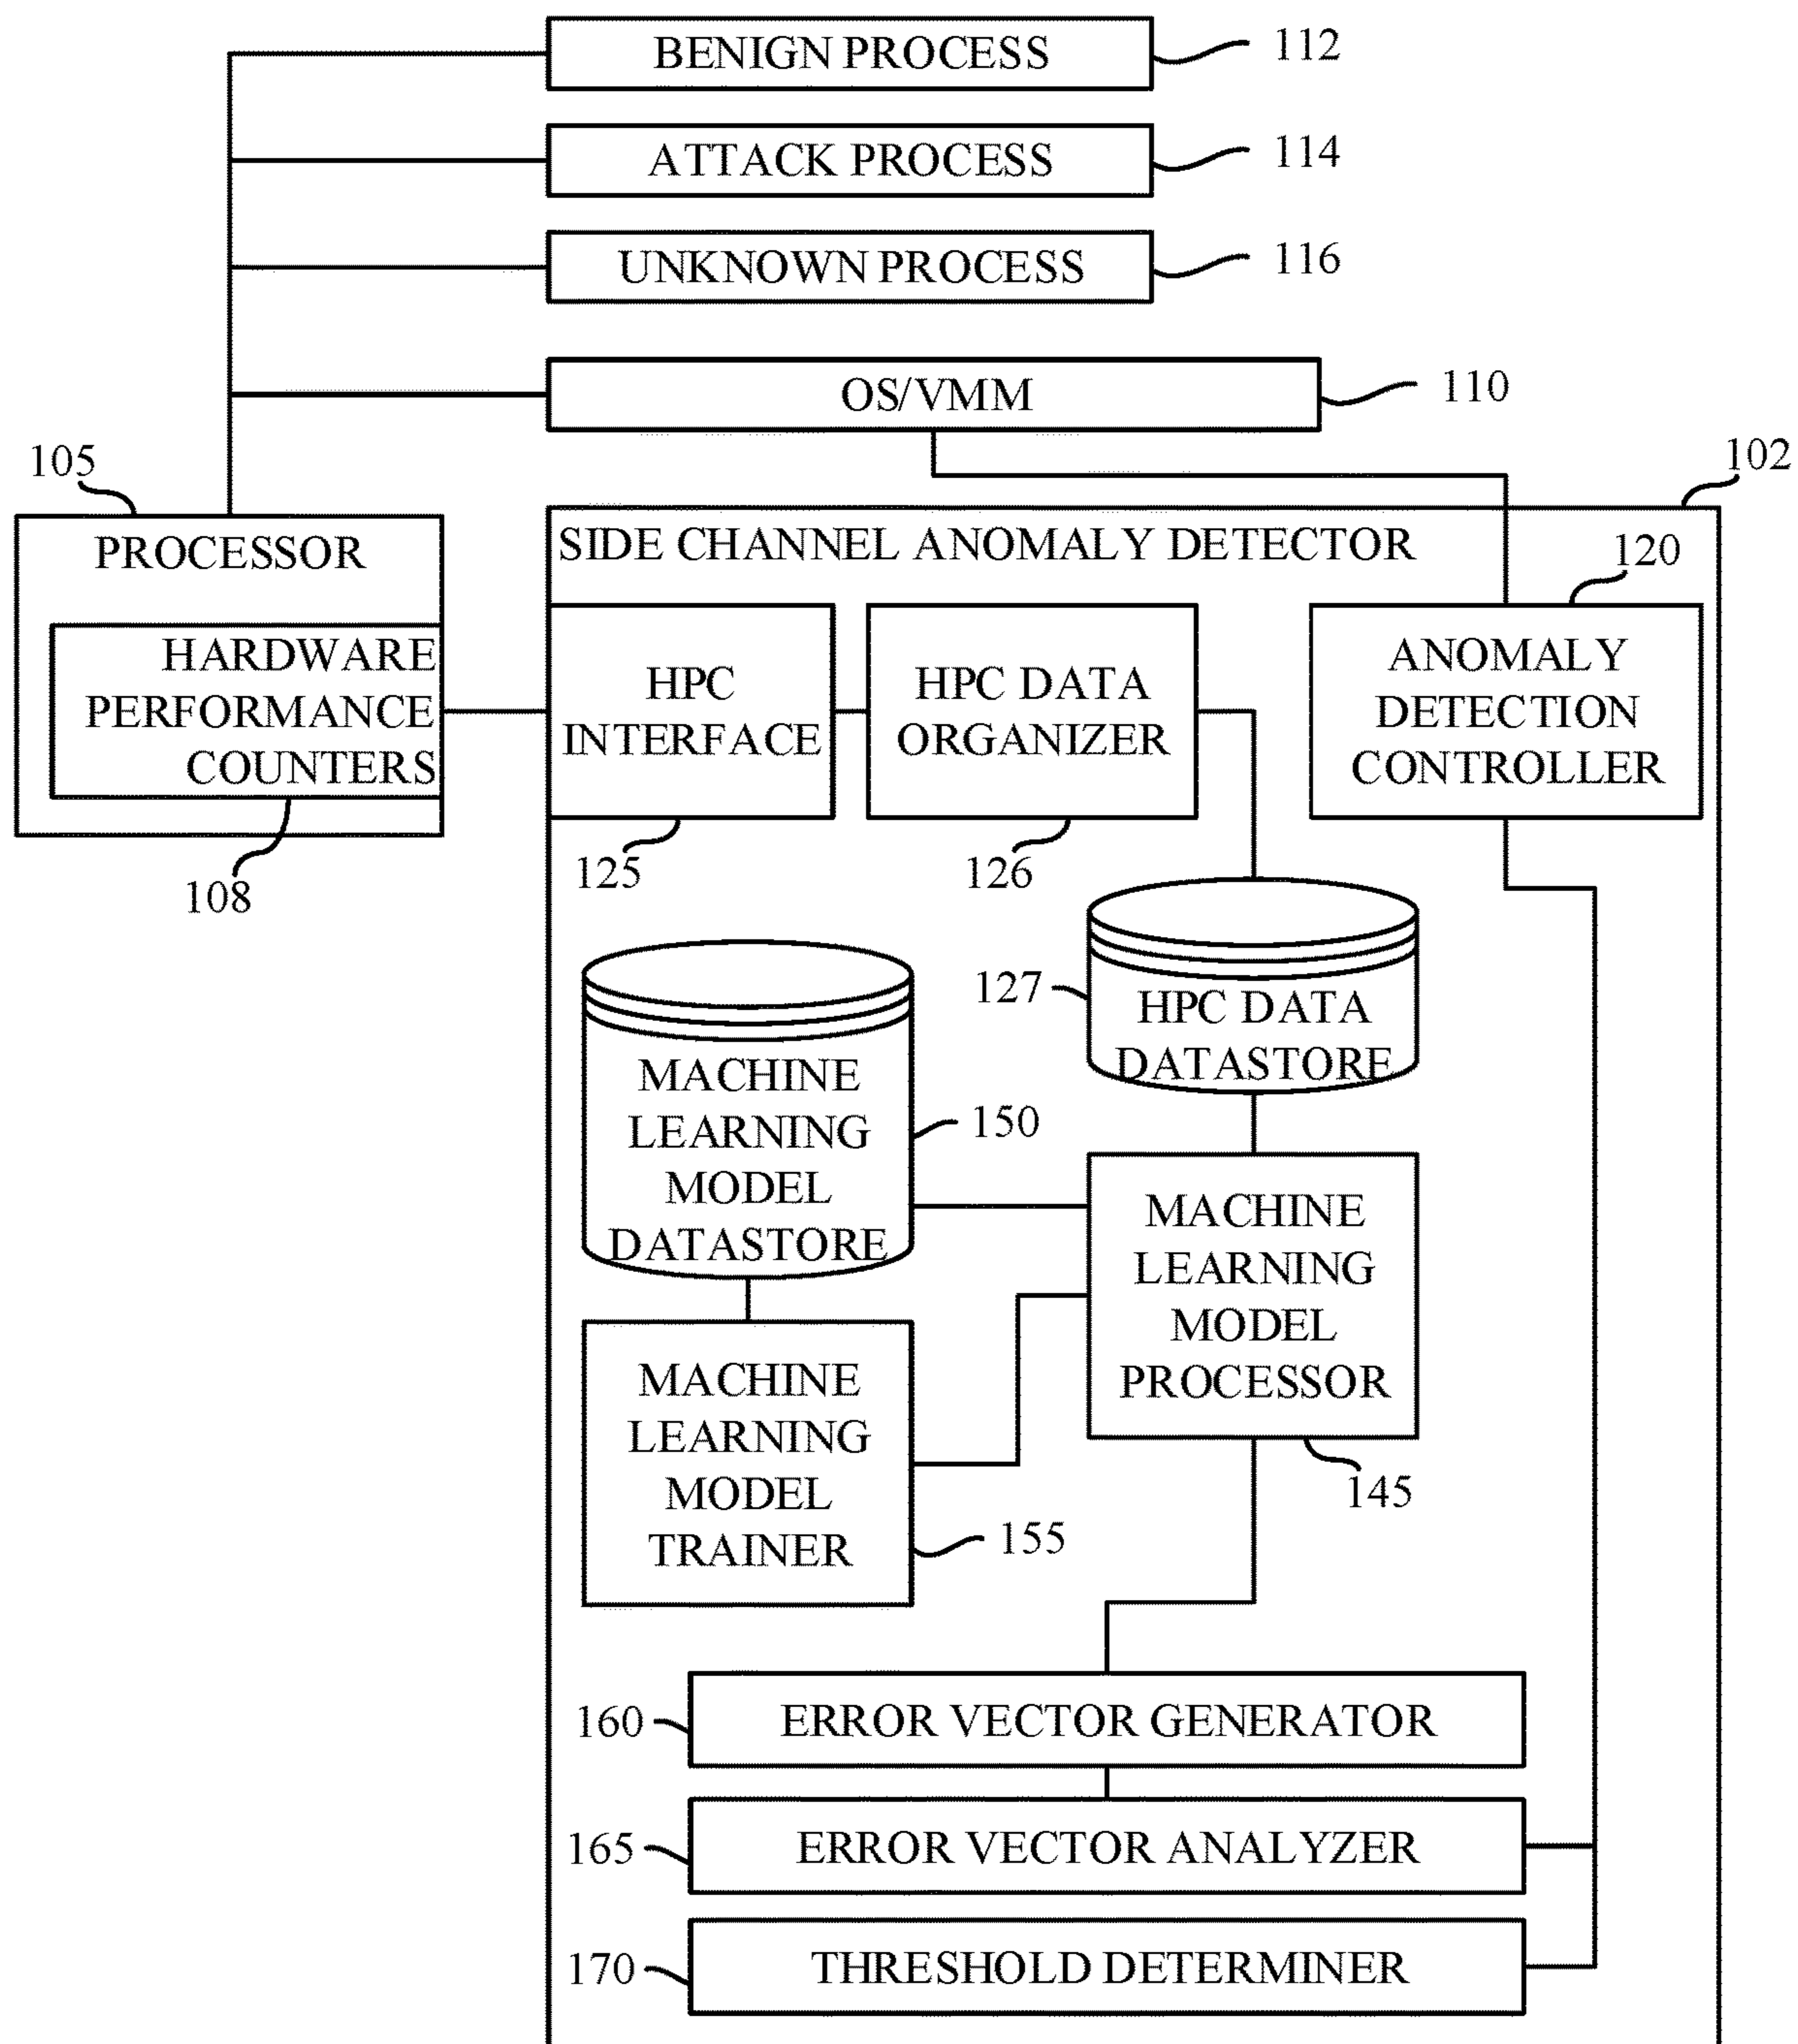 BENIGN PROCESS
112
ATTACK PROCESS
114
UNKNOWN PROCESS
116
OS/VMM
110
105
102
PROCESSOR
HARDWARE
PERFORMANCE
COUNTERS
108
SIDE CHANNEL ANOMALY DETECTOR
120
HPC
INTERFACE
125
HPC DATA
ORGANIZER
126
ANOMALY
DETECTION
CONTROLLER
127
HPC DATA
DATASTORE
MACHINE
LEARNING
MODEL
DATASTORE
150
MACHINE
LEARNING
MODEL
PROCESSOR
145
MACHINE
LEARNING
MODEL
TRAINER
155
160
ERROR VECTOR GENERATOR
165
ERROR VECTOR ANALYZER
170
THRESHOLD DETERMINER